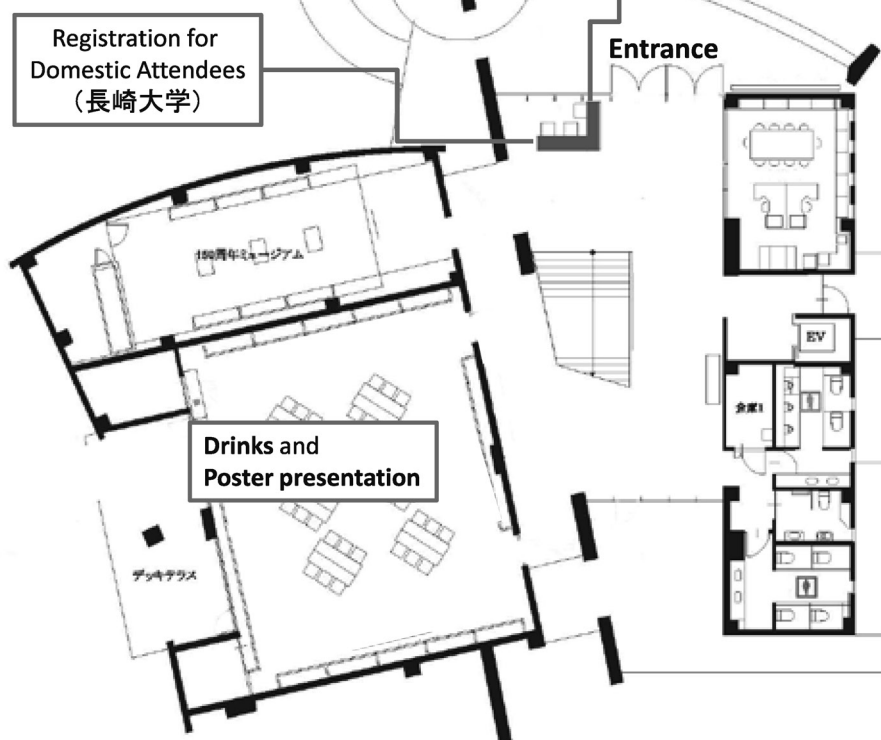 Registration for
Domestic Attendees
（長崎大学）
Entrance
150周年ミュージアム
EV
倉庫1
Drinks and
Poster presentation
デッキテラス